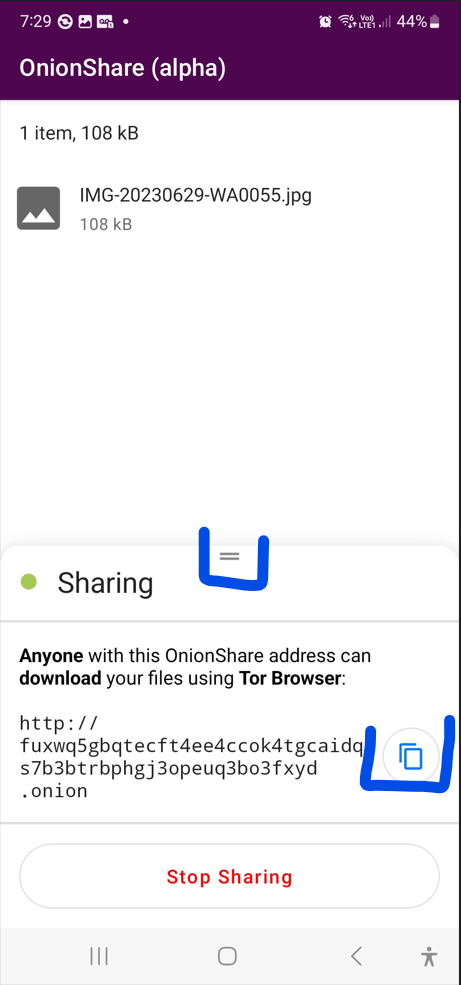 7:29 44%
OnionShare (alpha)
1 item, 108 kB
IMG-20230629-WA0055.jpg
108 kB
Sharing
Anyone with this OnionShare address can
download your files using Tor Browser:
http://
fuxwq5gbqtecft4ee4ccok4tgcaidq
s7b3btrbphgj3opeuq3bo3fxyd
.onion
Stop Sharing